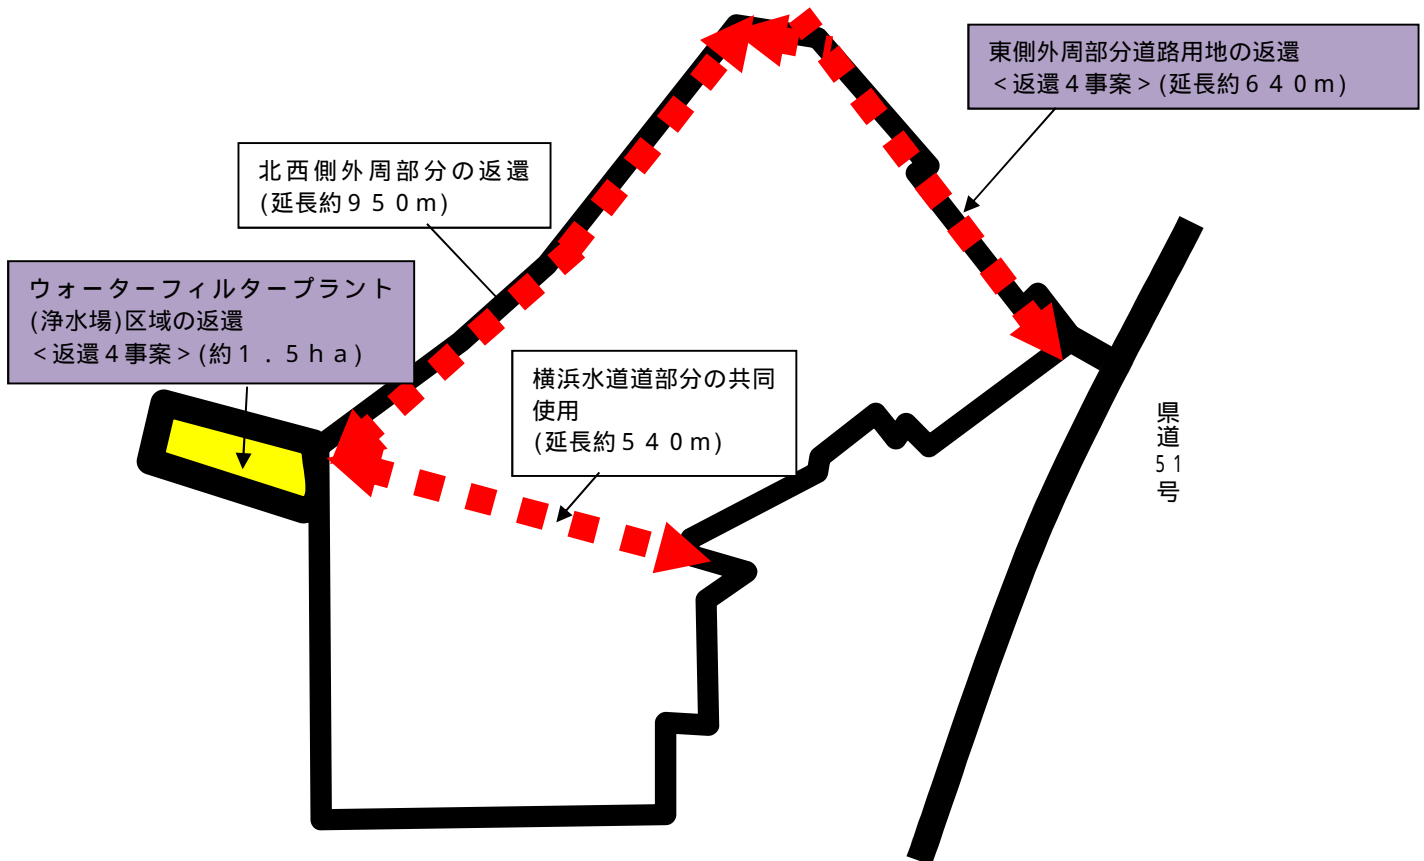 東側外周部分道路用地の返還
＜返還４事案＞(延長約６４０ｍ)
北西側外周部分の返還
(延長約９５０ｍ)
ウォーターフィルタープラント
(浄水場)区域の返還
＜返還４事案＞(約１．５ｈａ)
横浜水道道部分の共同
使用
(延長約５４０ｍ)
県道51号